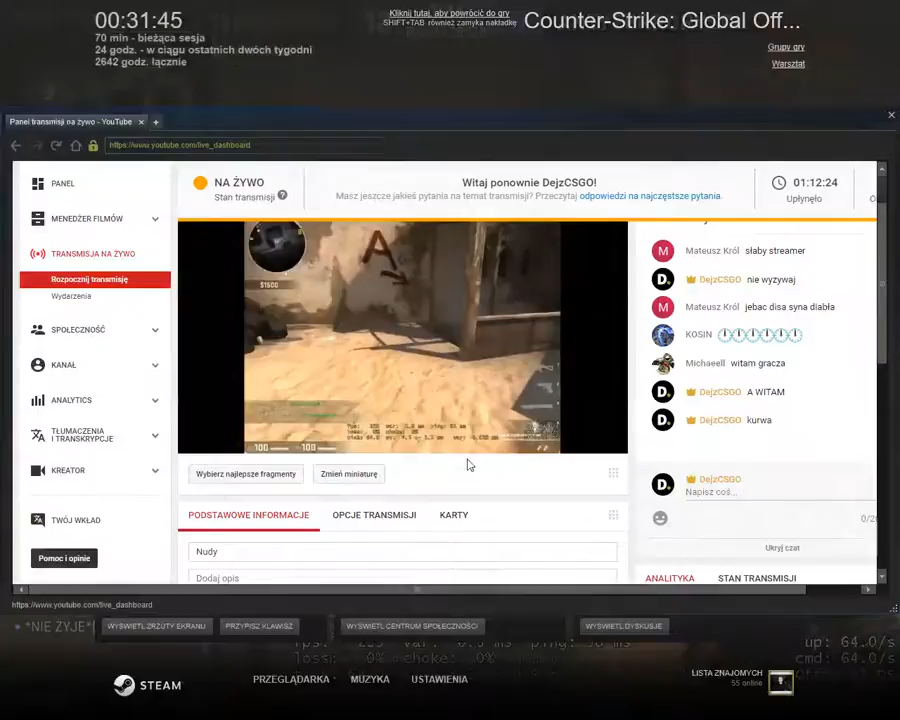 00:31:45
70 min - bieżąca sesja
24 godz. - w ciągu ostatnich dwóch tygodni
2642 godz. łącznie
Kliknij tutaj, aby powrócić do gry
SHIFT+TAB również zamyka nakładkę
Counter-Strike: Global Off...
Grupy gry
Warsztat
Panel transmisji na żywo - YouTube
https://www.youtube.com/live_dashboard
PANEL
MENEDŻER FILMÓW
TRANSMISJA NA ŻYWO
Rozpocznij transmisję
Wydarzenia
SPOŁECZNOŚĆ
KANAŁ
ANALYTICS
TŁUMACZENIA
I TRANSKRYPCJE
KREATOR
TWÓJ WKŁAD
Pomoc i opinie
NA ŻYWO
Stan transmisji
Witaj ponownie DejzCSGO!
Masz jeszcze jakieś pytania na temat transmisji? Przeczytaj odpowiedzi na najczęstsze pytania.
01:12:24
Upłynęło
A
$1500
100
100
Wybierz najlepsze fragmenty
Zmień miniaturę
PODSTAWOWE INFORMACJE
OPCJE TRANSMISJI
KARTY
Nudy
Dodaj opis
M Mateusz Król słaby streamer
D. DejzCSGO nie wyzywaj
M Mateusz Król jebac disa syna diabła
KOSIN
Michaeell witam gracza
D. DejzCSGO A WITAM
D. DejzCSGO kurwa
D. DejzCSGO
Napisz coś...
Ukryj czat
ANALITYKA
STAN TRANSMISJI
https://www.youtube.com/live_dashboard
*NIE ŻYJE*
WYŚWIETL ZRZUTY EKRANU
PRZYPISZ KLAWISZ
WYŚWIETL CENTRUM SPOŁECZNOŚCI
WYŚWIETL DYSKUSJE
up: 64.0/s
loss: 0% choke: 0%
cmd: 64.0/s
STEAM
PRZEGLĄDARKA
MUZYKA
USTAWIENIA
LISTA ZNAJOMYCH
55 online